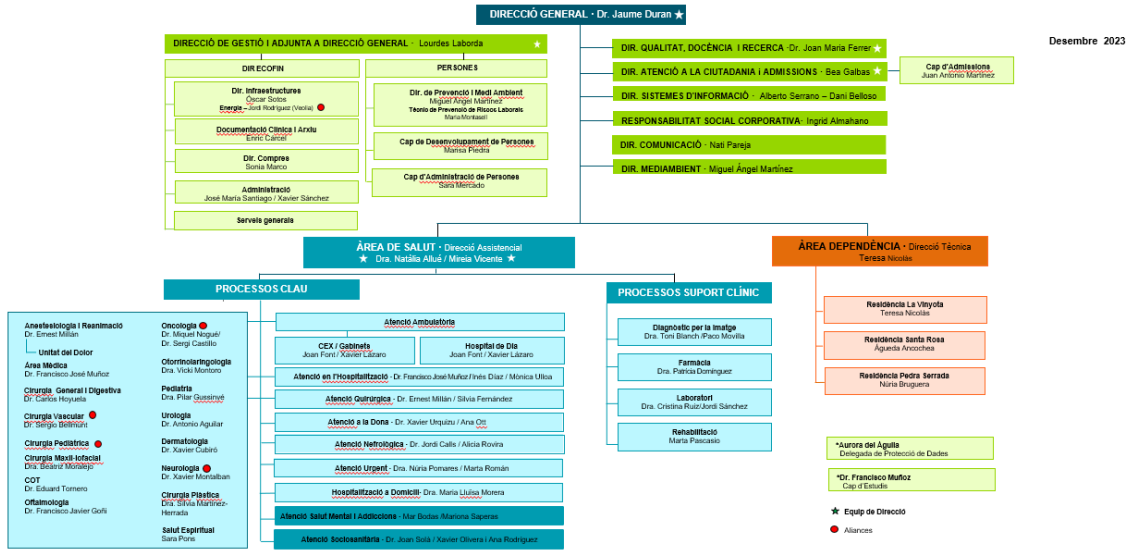 DIRECCIÓ GENERAL · Dr. Jaume Duran
Desembre 2023
DIRECCIÓ DE GESTIÓ I ADJUNTA A DIRECCIÓ GENERAL · Lourdes Laborda
DIR ECOFIN
Dir. Infraestructures
Òscar Sotos
Energia – Jordi Rodríguez (Veolia)
Documentació Clínica I Arxiu
Enric Càrcel
Dir. Compres
Sonia Marco
Administració
José María Santiago / Xavier Sánchez
Serveis generals
PERSONES
Dir. de Prevenció I Medi Ambient
Miguel Ángel Martínez
Tècnio de Prevenció de Riscos Laborals
Maria Montasell
Cap de Desenvolupament de Persones
Marisa Piedra
Cap d'Administració de Persones
Sara Mercado
DIR. QUALITAT, DOCÈNCIA I RECERCA ·Dr. Joan Maria Ferrer
DIR. ATENCIÓ A LA CIUTADANIA i ADMISSIONS · Bea Galbas
Cap d'Admissions
Juan Antonio Martínez
DIR. SISTEMES D'INFORMACIÓ · Alberto Serrano – Dani Belloso
RESPONSABILITAT SOCIAL CORPORATIVA· Ingrid Almahano
DIR. COMUNICACIÓ · Nati Pareja
DIR. MEDIAMBIENT · Miguel Ángel Martínez
ÀREA DE SALUT · Direcció Assistencial
Dra. Natàlia Allué / Mireia Vicente
ÀREA DEPENDÈNCIA · Direcció Tècnica
Teresa Nicolás
PROCESSOS CLAU
Anestesiologia I Reanimació
Dr. Ernest Millán
Unitat del Dolor
Àrea Mèdica
Dr. Francisco José Muñoz
Cirurgia General I Digestiva
Dr. Carlos Hoyuela
Cirurgia Vascular
Dr. Sergio Bellmunt
Cirurgia Pediàtrica
Cirurgia Maxil·lofacial
Dra. Beatriz Moralejo
COT
Dr. Eduard Tornero
Oftalmologia
Dr. Francisco Javier Goñi
Oncologia
Dr. Miquel Nogué/
Dr. Sergi Castillo
Otorrinolaringologia
Dra. Vicki Montoro
Pediatria
Dra. Pilar Gussinyé
Urologia
Dr. Antonio Aguilar
Dermatologia
Dr. Xavier Cubiró
Neurologia
Dr. Xavier Montalban
Cirurgia Plàstica
Dra. Silvia Martínez-
Herrada
Salut Espiritual
Sara Pons
Atenció Ambulatòria
CEX / Gabinets
Joan Font / Xavier Lázaro
Hospital de Dia
Joan Font / Xavier Lázaro
Atenció en l'Hospitalització - Dr. Francisco José Muñoz / Inés Díaz / Mònica Ulloa
Atenció Quirúrgica - Dr. Ernest Millán / Silvia Fernández
Atenció a la Dona - Dr. Xavier Urquizu / Ana Ott
Atenció Nefrològica - Dr. Jordi Calls / Alicia Rovira
Atenció Urgent - Dra. Núria Pomares / Marta Román
Hospitalització a Domicili- Dra. Maria Lluïsa Morera
Atenció Salut Mental I Addiccions - Mar Bodas /Mariona Saperas
Atenció Sociosanitària - Dr. Joan Solà / Xavier Olivera i Ana Rodríguez
PROCESSOS SUPORT CLÍNIC
Diagnòstic per la Imatge
Dra. Toni Blanch /Paco Movilla
Farmàcia
Dra. Patrícia Domínguez
Laboratori
Dra. Cristina Ruiz/Jordi Sánchez
Rehabilitació
Marta Pascasio
Residència La Vinyota
Teresa Nicolás
Residència Santa Rosa
Águeda Ancochea
Residència Pedra Serrada
Núria Bruguera
*Aurora del Àguila
Delegada de Protecció de Dades
*Dr. Francisco Muñoz
Cap d'Estudis
Equip de Direcció
Aliances